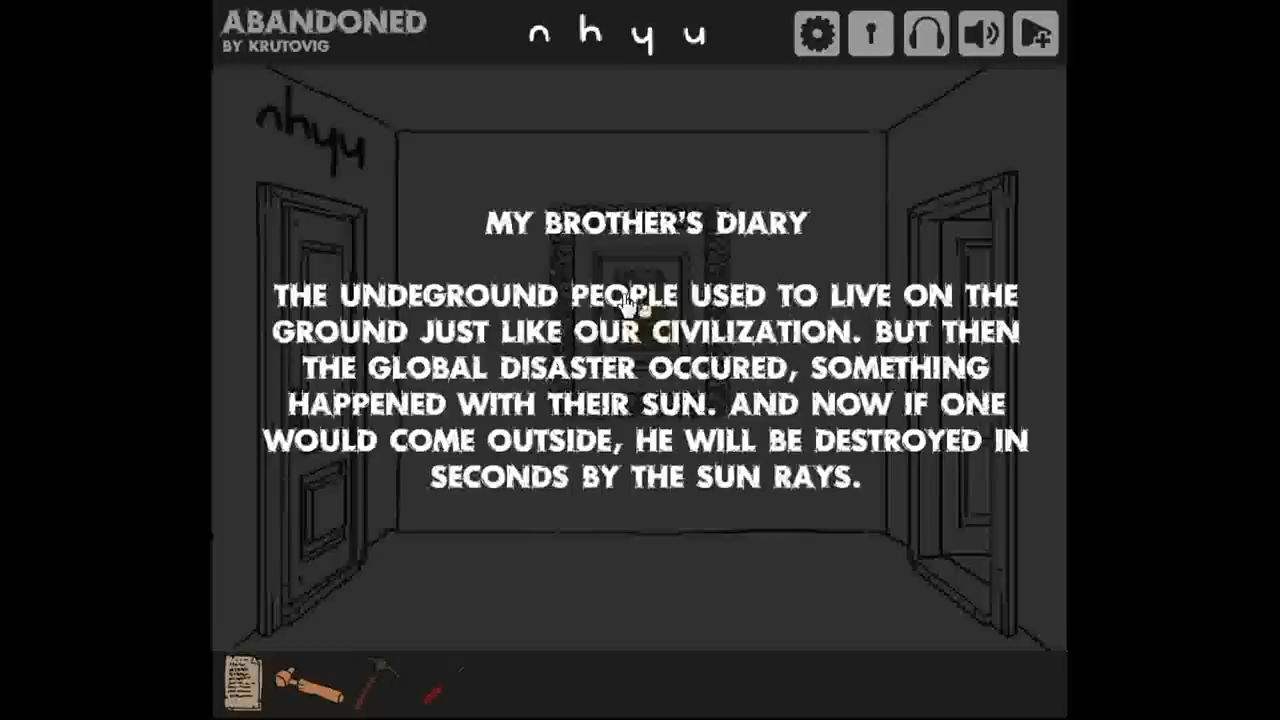 ABANDONED
BY KRUTOVIG
n h y u
nhyu
MY BROTHER'S DIARY
THE UNDEGROUND PEOPLE USED TO LIVE ON THE
GROUND JUST LIKE OUR CIVILIZATION. BUT THEN
THE GLOBAL DISASTER OCCURED, SOMETHING
HAPPENED WITH THEIR SUN. AND NOW IF ONE
WOULD COME OUTSIDE, HE WILL BE DESTROYED IN
SECONDS BY THE SUN RAYS.